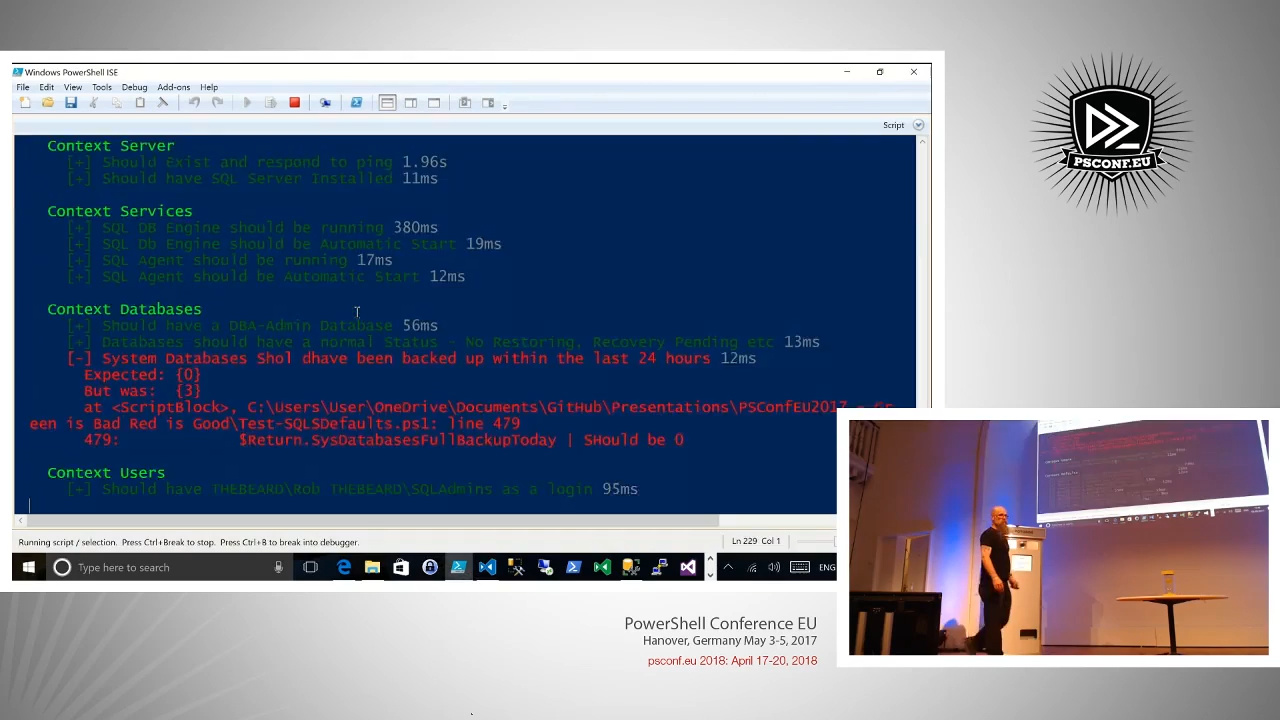 Windows PowerShell ISE
File Edit View Tools Debug Add-ons Help
Script
Context Server
[+] Should Exist and respond to ping 1.96s
[+] Should have SQL Server Installed 11ms
Context Services
[+] SQL DB Engine should be running 380ms
[+] SQL Db Engine should be Automatic Start 19ms
[+] SQL Agent should be running 17ms
[+] SQL Agent should be Automatic Start 12ms
Context Databases
[+] Should have a DBA-Admin Database 56ms
[+] Databases should have a normal Status - No Restoring, Recovery Pending etc 13ms
[-] System Databases Shol dhave been backed up within the last 24 hours 12ms
Expected: {0}
But was: {3}
at <ScriptBlock>, C:\Users\User\OneDrive\Documents\GitHub\Presentations\PSConfEU2017 - Gr
een is Bad Red is Good\Test-SQLSDefaults.ps1: line 479
479: $Return.SysDatabasesFullBackupToday | SHould be 0
Context Users
[+] Should have THEBEARD\Rob THEBEARD\SQLAdmins as a login 95ms
Running script / selection. Press Ctrl+Break to stop. Press Ctrl+B to break into debugger.
Ln 229 Col 1
Type here to search
ENG
PSCONF.EU
PowerShell Conference EU
Hanover, Germany May 3-5, 2017
psconf.eu 2018: April 17-20, 2018